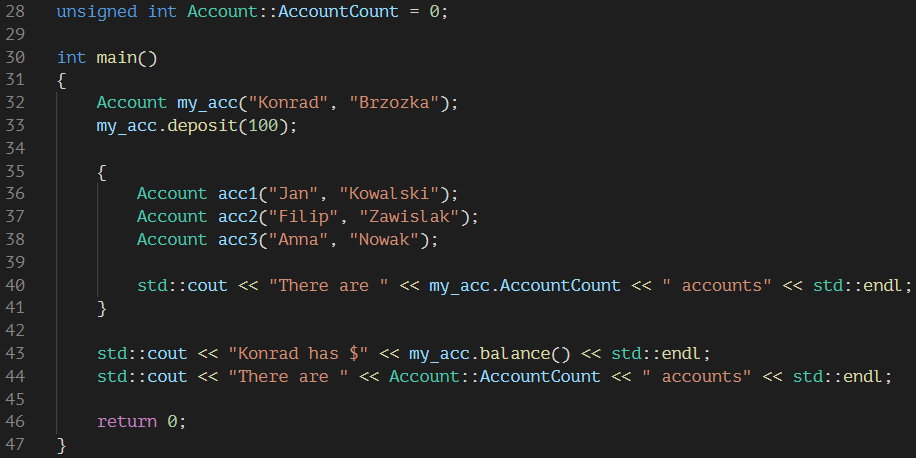 28 unsigned int Account::AccountCount = 0;
29
30 int main()
31 {
32     Account my_acc("Konrad", "Brzozka");
33     my_acc.deposit(100);
34
35     {
36         Account acc1("Jan", "Kowalski");
37         Account acc2("Filip", "Zawislak");
38         Account acc3("Anna", "Nowak");
39
40         std::cout << "There are " << my_acc.AccountCount << " accounts" << std::endl;
41     }
42
43     std::cout << "Konrad has $" << my_acc.balance() << std::endl;
44     std::cout << "There are " << Account::AccountCount << " accounts" << std::endl;
45
46     return 0;
47 }